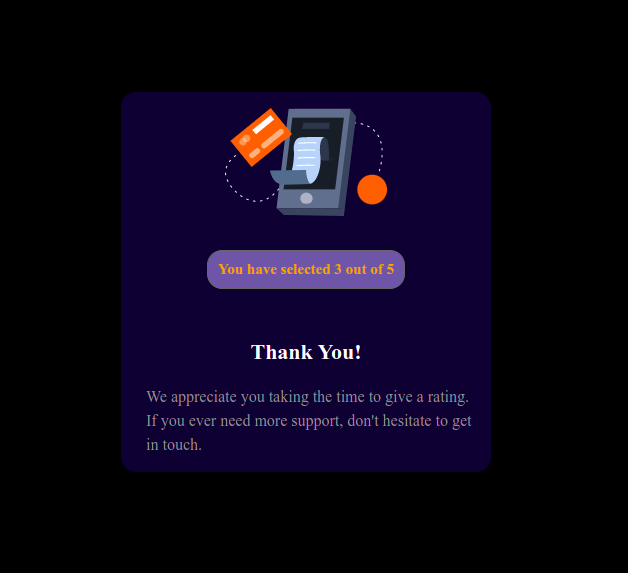 You have selected 3 out of 5
Thank You!
We appreciate you taking the time to give a rating.
If you ever need more support, don't hesitate to get
in touch.